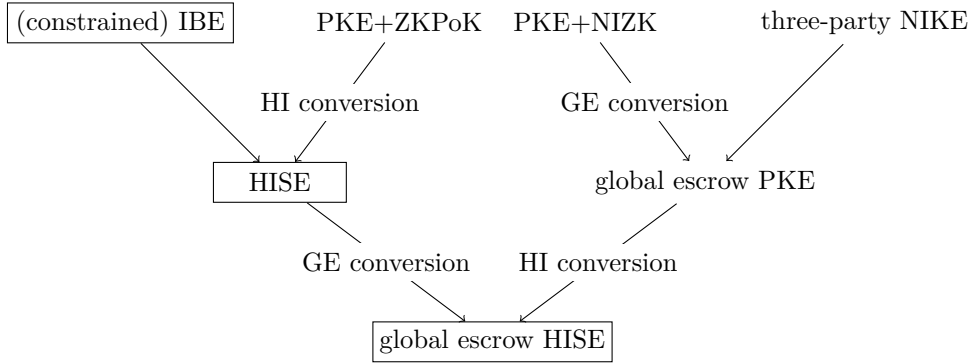 (constrained) IBE PKE+ZKPoK PKE+NIZK three-party NIKE
HI conversion GE conversion
HISE global escrow PKE
GE conversion HI conversion
global escrow HISE